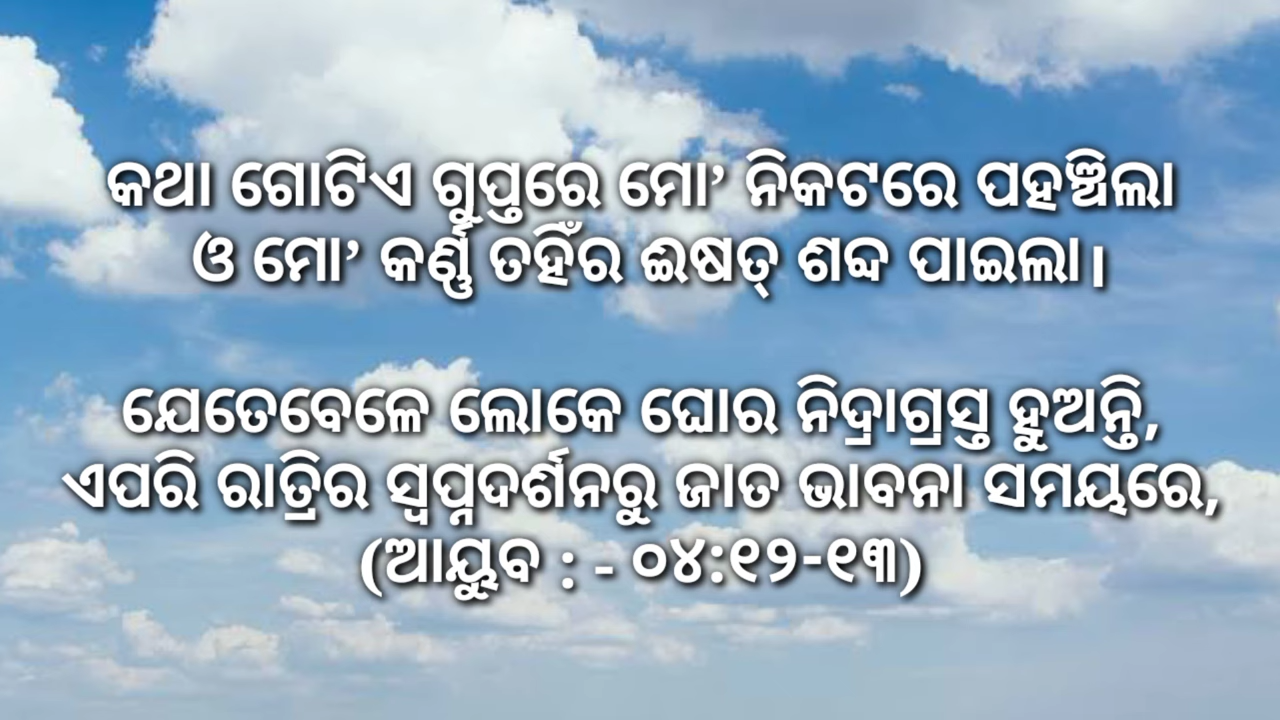 କଥା ଗୋଟିଏ ଗୁପ୍ତରେ ମୋ’ ନିକଟରେ ପହଞ୍ଚିଲା
ଓ ମୋ’ କର୍ଣ୍ଣ ତହିଁର ଈଷତ୍ ଶବ୍ଦ ପାଇଲା।
ଯେତେବେଳେ ଲୋକେ ଘୋର ନିଦ୍ରାଗ୍ରସ୍ତ ହୁଅନ୍ତି,
ଏପରି ରାତ୍ରିର ସ୍ୱପ୍ନଦର୍ଶନରୁ ଜାତ ଭାବନା ସମୟରେ,
(ଆୟୁବ : - ୦୪:୧୨-୧୩)